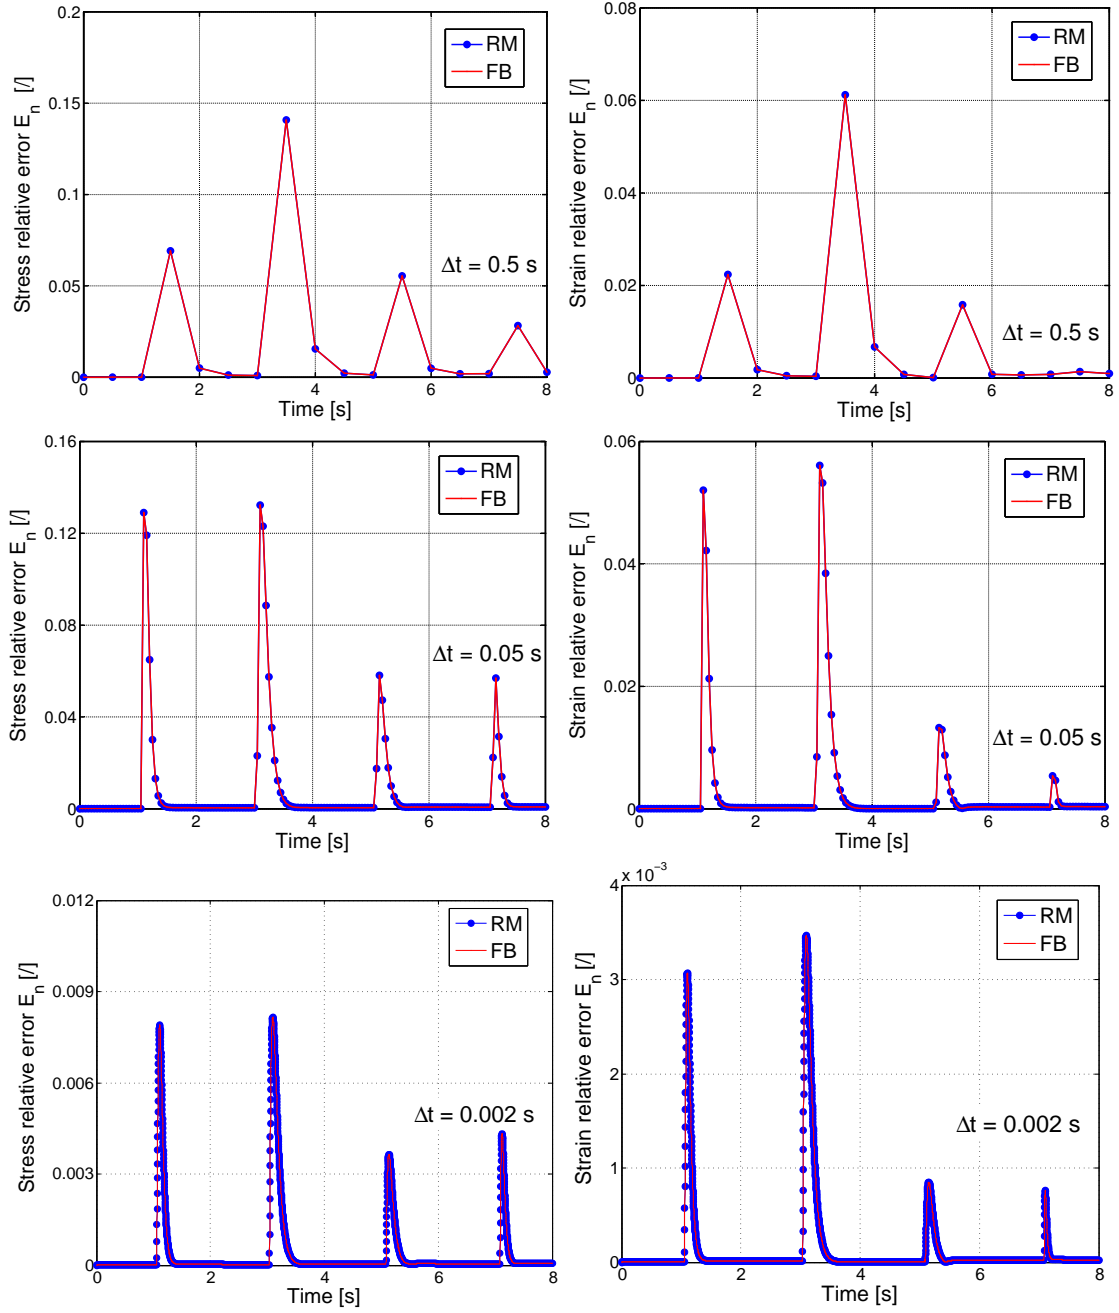 Stress relative error E_n [/]
0.2
0.15
0.1
0.05
0
RM
FB
Δt = 0.5 s
0 2 4 6 8
Time [s]
Strain relative error E_n [/]
0.08
0.06
0.04
0.02
0
RM
FB
Δt = 0.5 s
0 2 4 6 8
Time [s]
Stress relative error E_n [/]
0.16
0.12
0.08
0.04
0
RM
FB
Δt = 0.05 s
0 2 4 6 8
Time [s]
Strain relative error E_n [/]
0.06
0.04
0.02
0
RM
FB
Δt = 0.05 s
0 2 4 6 8
Time [s]
Stress relative error E_n [/]
0.012
0.009
0.006
0.003
0.000
RM
FB
Δt = 0.002 s
0 2 4 6 8
Time [s]
Strain relative error E_n [/]
x 10⁻³
4
3
2
1
0
RM
FB
Δt = 0.002 s
0 2 4 6 8
Time [s]